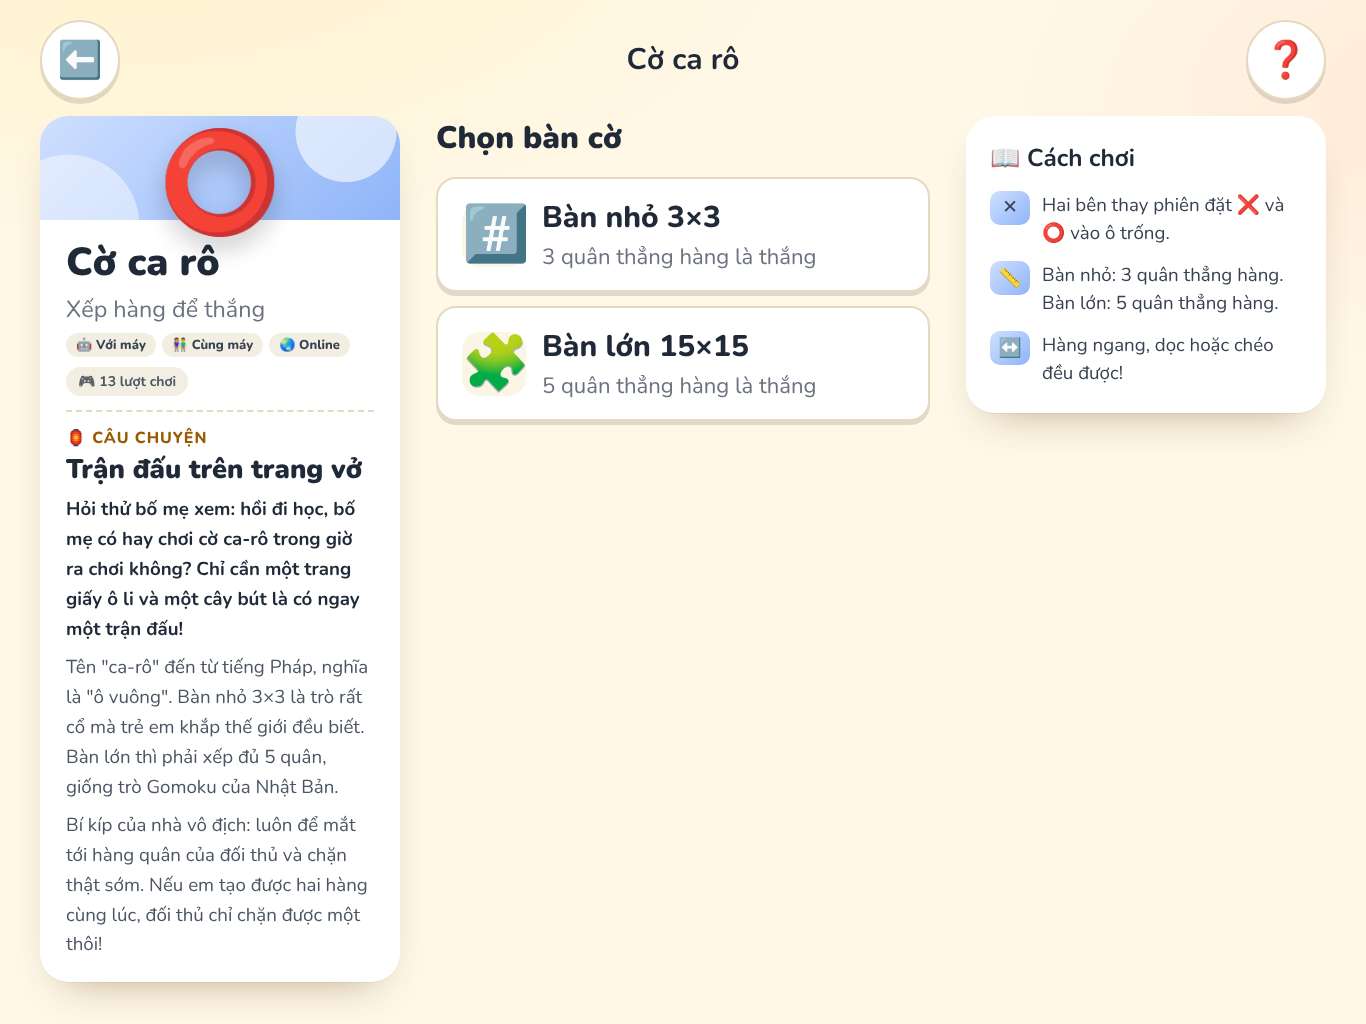 Cờ ca rô
Cờ ca rô
Xếp hàng để thắng
Với máy
Cùng máy
Online
13 lượt chơi
CÂU CHUYỆN
Trận đấu trên trang vở
Hỏi thử bố mẹ xem: hồi đi học, bố
mẹ có hay chơi cờ ca-rô trong giờ
ra chơi không? Chỉ cần một trang
giấy ô li và một cây bút là có ngay
một trận đấu!
Tên "ca-rô" đến từ tiếng Pháp, nghĩa
là "ô vuông". Bàn nhỏ 3×3 là trò rất
cổ mà trẻ em khắp thế giới đều biết.
Bàn lớn thì phải xếp đủ 5 quân,
giống trò Gomoku của Nhật Bản.
Bí kíp của nhà vô địch: luôn để mắt
tới hàng quân của đối thủ và chặn
thật sớm. Nếu em tạo được hai hàng
cùng lúc, đối thủ chỉ chặn được một
thôi!
Chọn bàn cờ
Bàn nhỏ 3×3
3 quân thẳng hàng là thắng
Bàn lớn 15×15
5 quân thẳng hàng là thắng
Cách chơi
Hai bên thay phiên đặt ❌ và
⭕ vào ô trống.
Bàn nhỏ: 3 quân thẳng hàng.
Bàn lớn: 5 quân thẳng hàng.
Hàng ngang, dọc hoặc chéo
đều được!